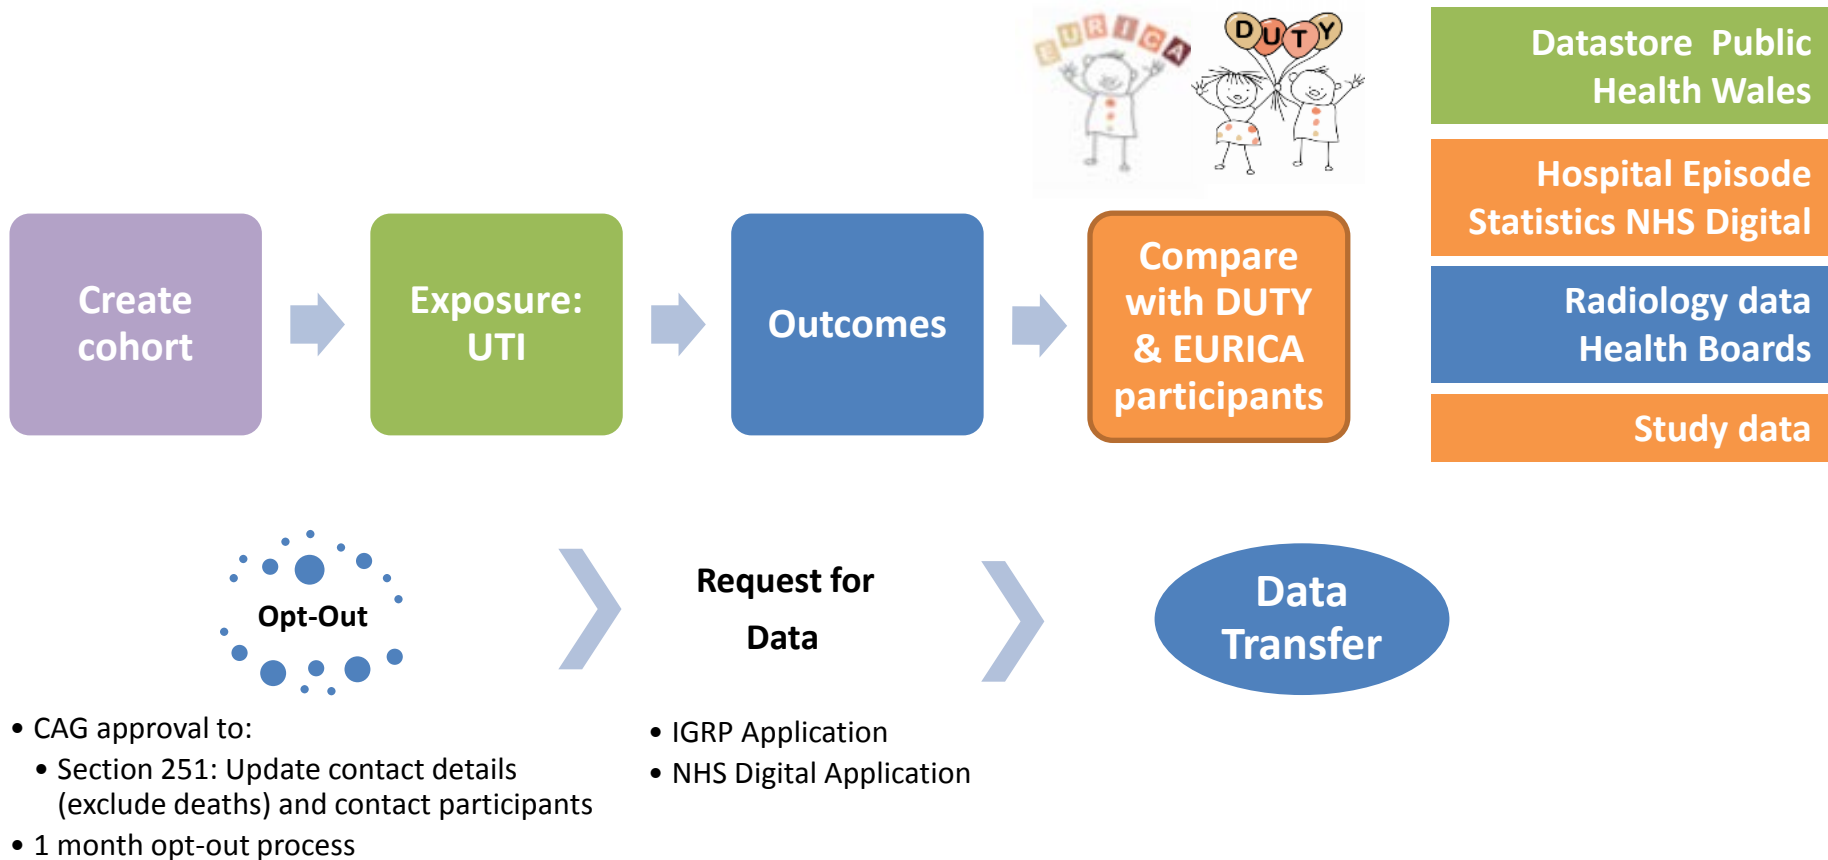 EURICA
DUTY
Datastore  Public
Health Wales
Hospital Episode
Statistics NHS Digital
Radiology data
Health Boards
Study data
Create
cohort
Exposure:
UTI
Outcomes
Compare
with DUTY
& EURICA
participants
Opt-Out
Request for
Data
Data
Transfer
• CAG approval to:
• Section 251: Update contact details
(exclude deaths) and contact participants
• 1 month opt-out process
• IGRP Application
• NHS Digital Application